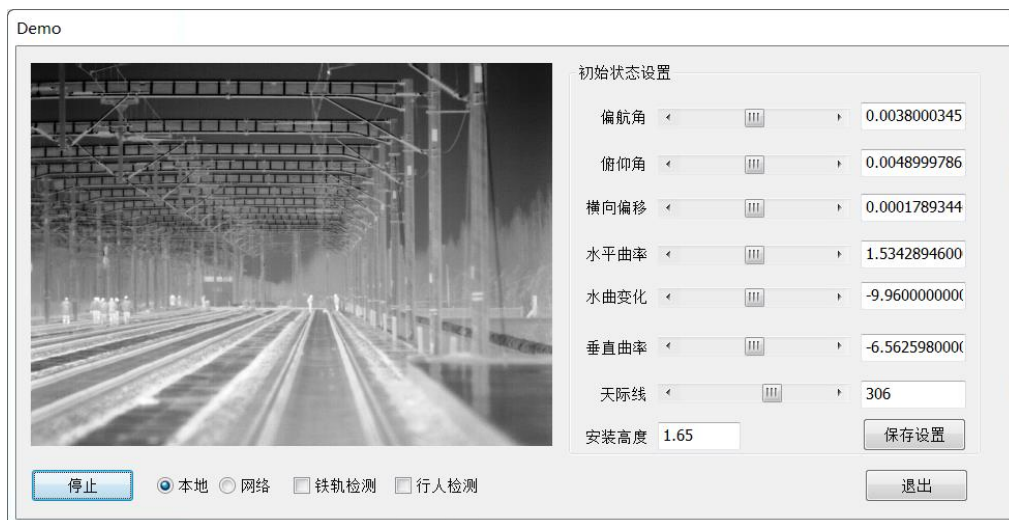 Demo
初始状态设置
偏航角 0.0038000345
俯仰角 0.0048999786
横向偏移 0.0001789344
水平曲率 1.5342894600
水曲变化 -9.9600000000
垂直曲率 -6.5625980000
天际线 306
安装高度 1.65 保存设置
停止 本地 网络 铁轨检测 行人检测 退出